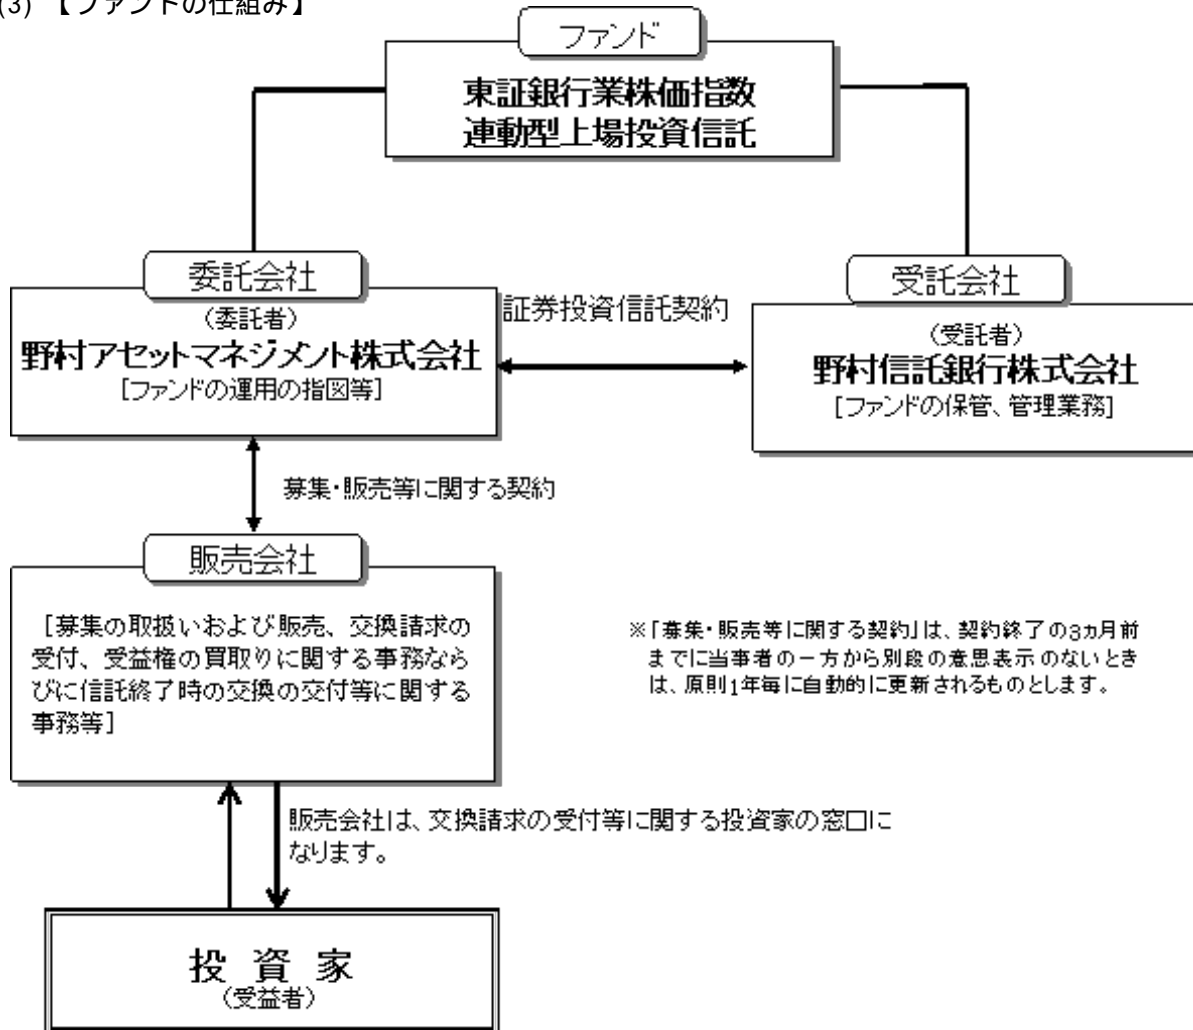 (3) 【ファンドの仕組み】
ファンド
東証銀行業株価指数
連動型上場投資信託
委託会社
(委託者)
野村アセットマネジメント株式会社
[ファンドの運用の指図等]
証券投資信託契約
受託会社
(受託者)
野村信託銀行株式会社
[ファンドの保管、管理業務]
募集・販売等に関する契約
販売会社
[募集の取扱いおよび販売、交換請求の
受付、受益権の買取りに関する事務なら
びに信託終了時の交換の交付等に関する
事務等]
※「募集・販売等に関する契約」は、契約終了の3ヵ月前
までに当事者の一方から別段の意思表示のないとき
は、原則1年毎に自動的に更新されるものとします。
販売会社は、交換請求の受付等に関する投資家の窓口に
なります。
投 資 家
(受益者)